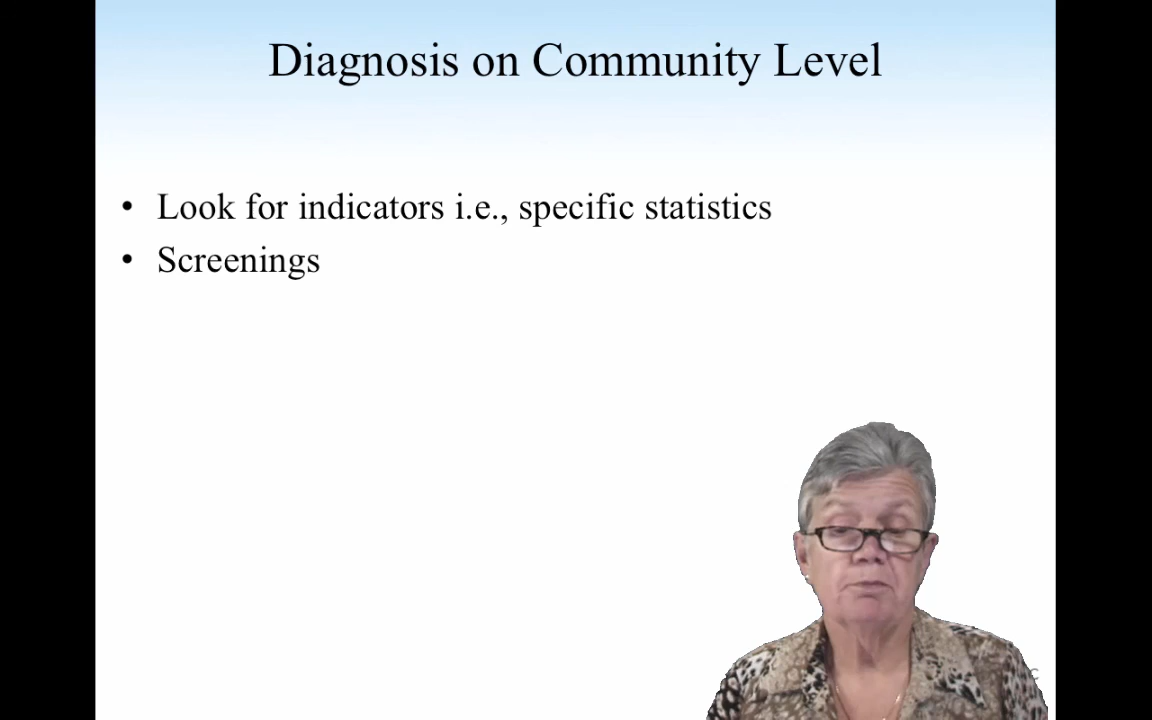 Diagnosis on Community Level
• Look for indicators i.e., specific statistics
• Screenings